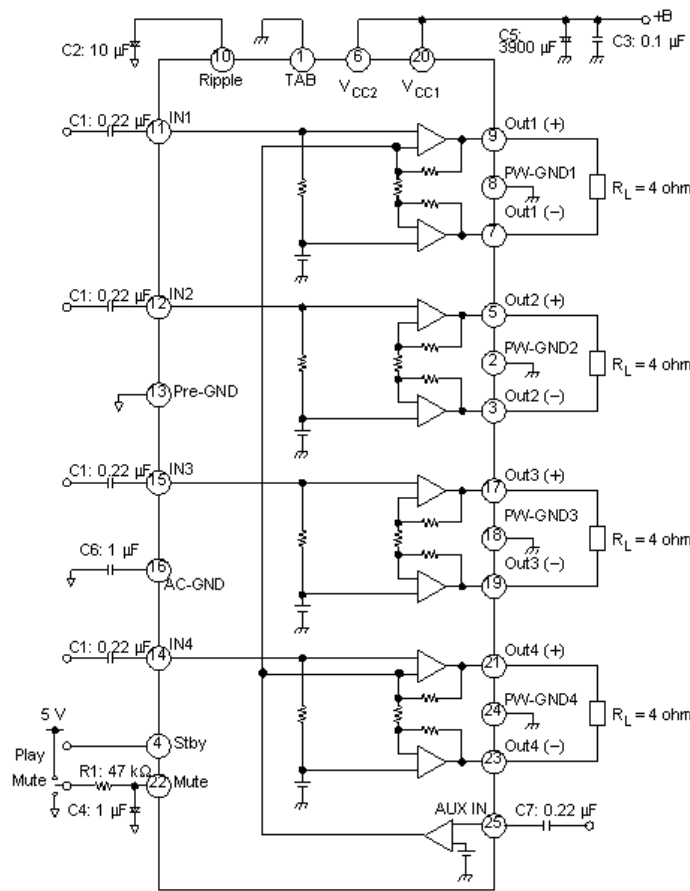 +B
C2: 10 µF
C5:
3900 µF
C3: 0.1 µF
10
1
6
20
Ripple
TAB
VCC2
VCC1
C1: 0.22 µF
IN1
11
9
Out1 (+)
8
PW-GND1
RL = 4 ohm
Out1 (−)
7
C1: 0.22 µF
IN2
12
5
Out2 (+)
2
PW-GND2
RL = 4 ohm
13
Pre-GND
3
Out2 (−)
C1: 0.22 µF
IN3
15
17
Out3 (+)
PW-GND3
18
RL = 4 ohm
C6: 1 µF
16
AC-GND
Out3 (−)
19
C1: 0.22 µF
IN4
14
21
Out4 (+)
PW-GND4
24
RL = 4 ohm
5 V
4
Stby
Out4 (−)
23
Play
Mute
R1: 47 kΩ
22
Mute
C4: 1 µF
AUX IN
25
C7: 0.22 µF